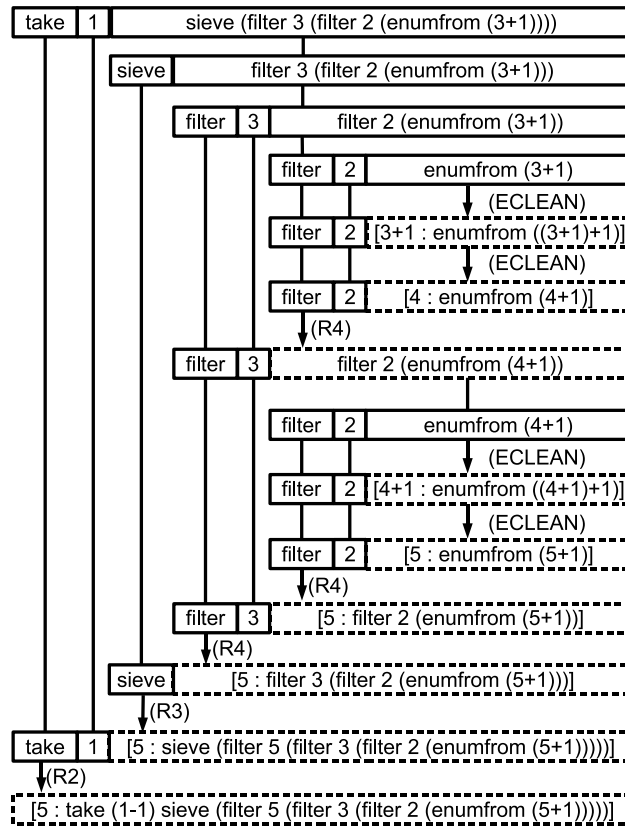 take 1 sieve (filter 3 (filter 2 (enumfrom (3+1))))
sieve filter 3 (filter 2 (enumfrom (3+1)))
filter 3 filter 2 (enumfrom (3+1))
filter 2 enumfrom (3+1)
(ECLEAN)
filter 2 [3+1 : enumfrom ((3+1)+1)]
(ECLEAN)
filter 2 [4 : enumfrom (4+1)]
(R4)
filter 3 filter 2 (enumfrom (4+1))
filter 2 enumfrom (4+1)
(ECLEAN)
filter 2 [4+1 : enumfrom ((4+1)+1)]
(ECLEAN)
filter 2 [5 : enumfrom (5+1)]
(R4)
filter 3 [5 : filter 2 (enumfrom (5+1))]
(R4)
sieve [5 : filter 3 (filter 2 (enumfrom (5+1)))]
(R3)
take 1 [5 : sieve (filter 5 (filter 3 (filter 2 (enumfrom (5+1)))))]
(R2)
[5 : take (1-1) sieve (filter 5 (filter 3 (filter 2 (enumfrom (5+1)))))]